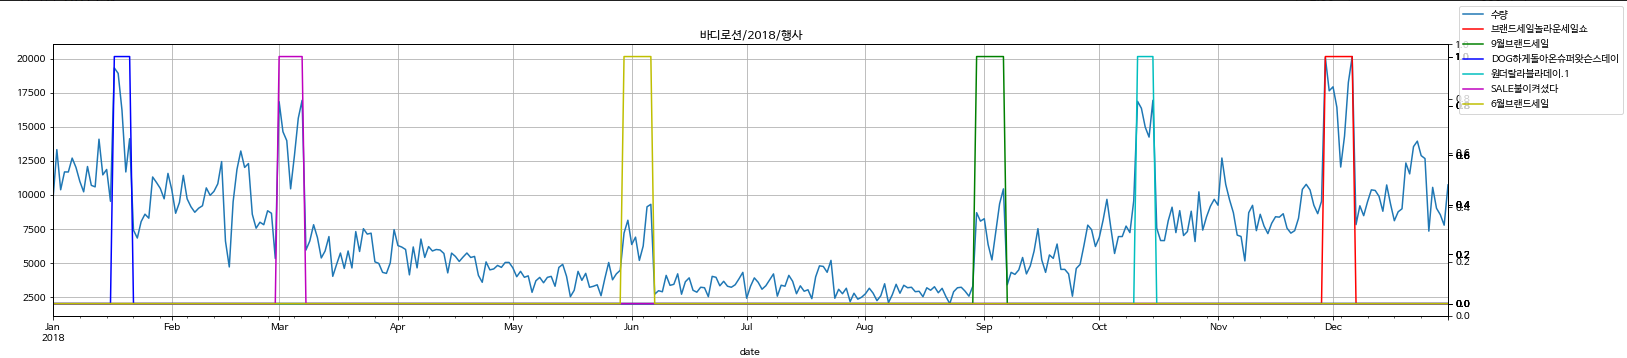 바디로션/2018/행사
수량
브랜드세일놀라운세일쇼
9월브랜드세일
DOG하게돌아온슈퍼왓슨스데이
원더랄라블라데이.1
SALE불이켜졌다
6월브랜드세일
20000
17500
15000
12500
10000
7500
5000
2500
1.0
0.6
0.4
0.4
0.2
0.2
0.0
0.0
Jan
2018
Feb
Mar
Apr
May
Jun
Jul
Aug
Sep
Oct
Nov
Dec
date